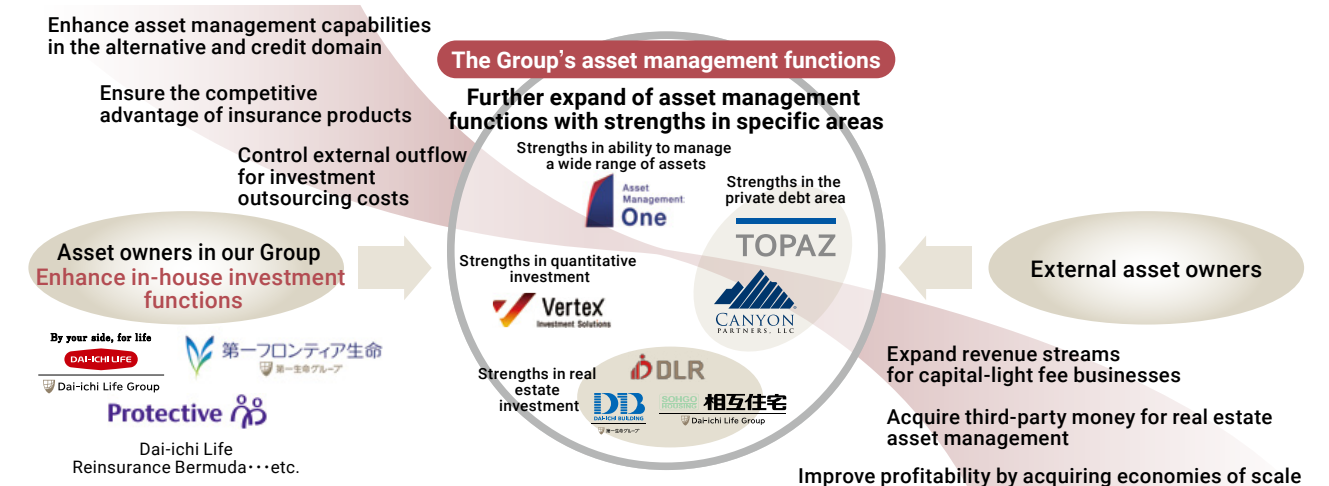 Enhance asset management capabilities
in the alternative and credit domain
Ensure the competitive
advantage of insurance products
Control external outflow
for investment
outsourcing costs
Asset owners in our Group
Enhance in-house investment
functions
By your side, for life
DAI-ICHI LIFE
Dai-ichi Life Group
第一フロンティア生命
第一生命グループ
Protective
Dai-ichi Life
Reinsurance Bermuda･･･etc.
The Group’s asset management functions
Further expand of asset management
functions with strengths in specific areas
Strengths in ability to manage
a wide range of assets
Asset
Management
One
Strengths in the
private debt area
TOPAZ
CANYON
PARTNERS, LLC
Strengths in quantitative
investment
Vertex
Investment Solutions
Strengths in real
estate
investment
DLR
DB
DAI-ICHI BUILDING
第一生命グループ
SOHGO
HOUSING
相互住宅
Dai-ichi Life Group
External asset owners
Expand revenue streams
for capital-light fee businesses
Acquire third-party money for real estate
asset management
Improve profitability by acquiring economies of scale